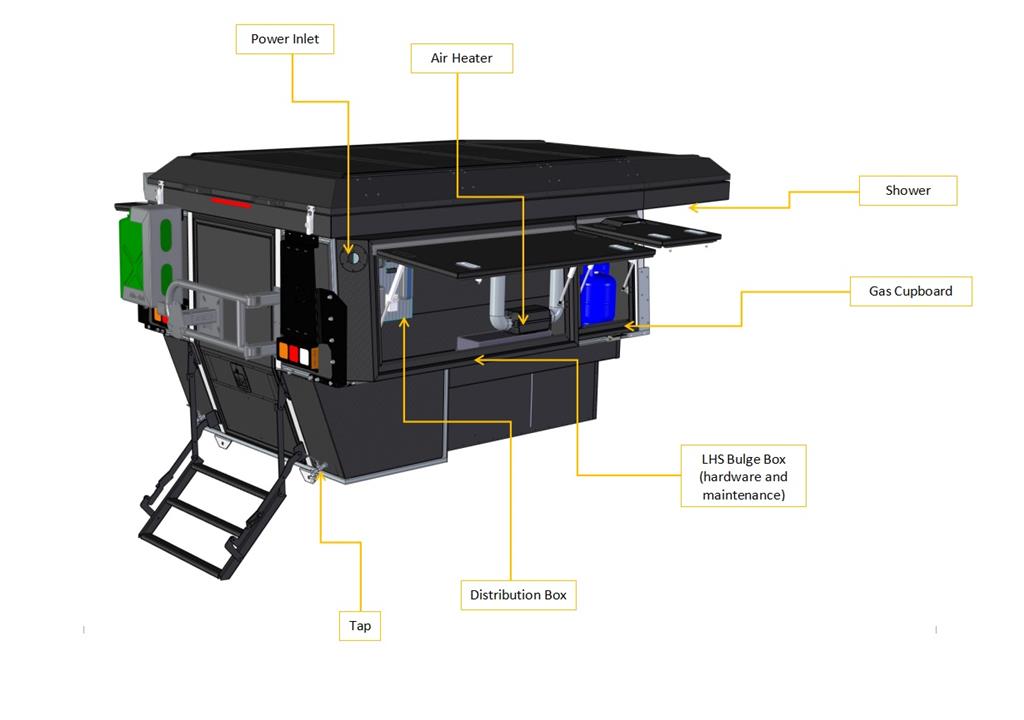 Power Inlet
Air Heater
Shower
Gas Cupboard
LHS Bulge Box
(hardware and
maintenance)
Distribution Box
Tap